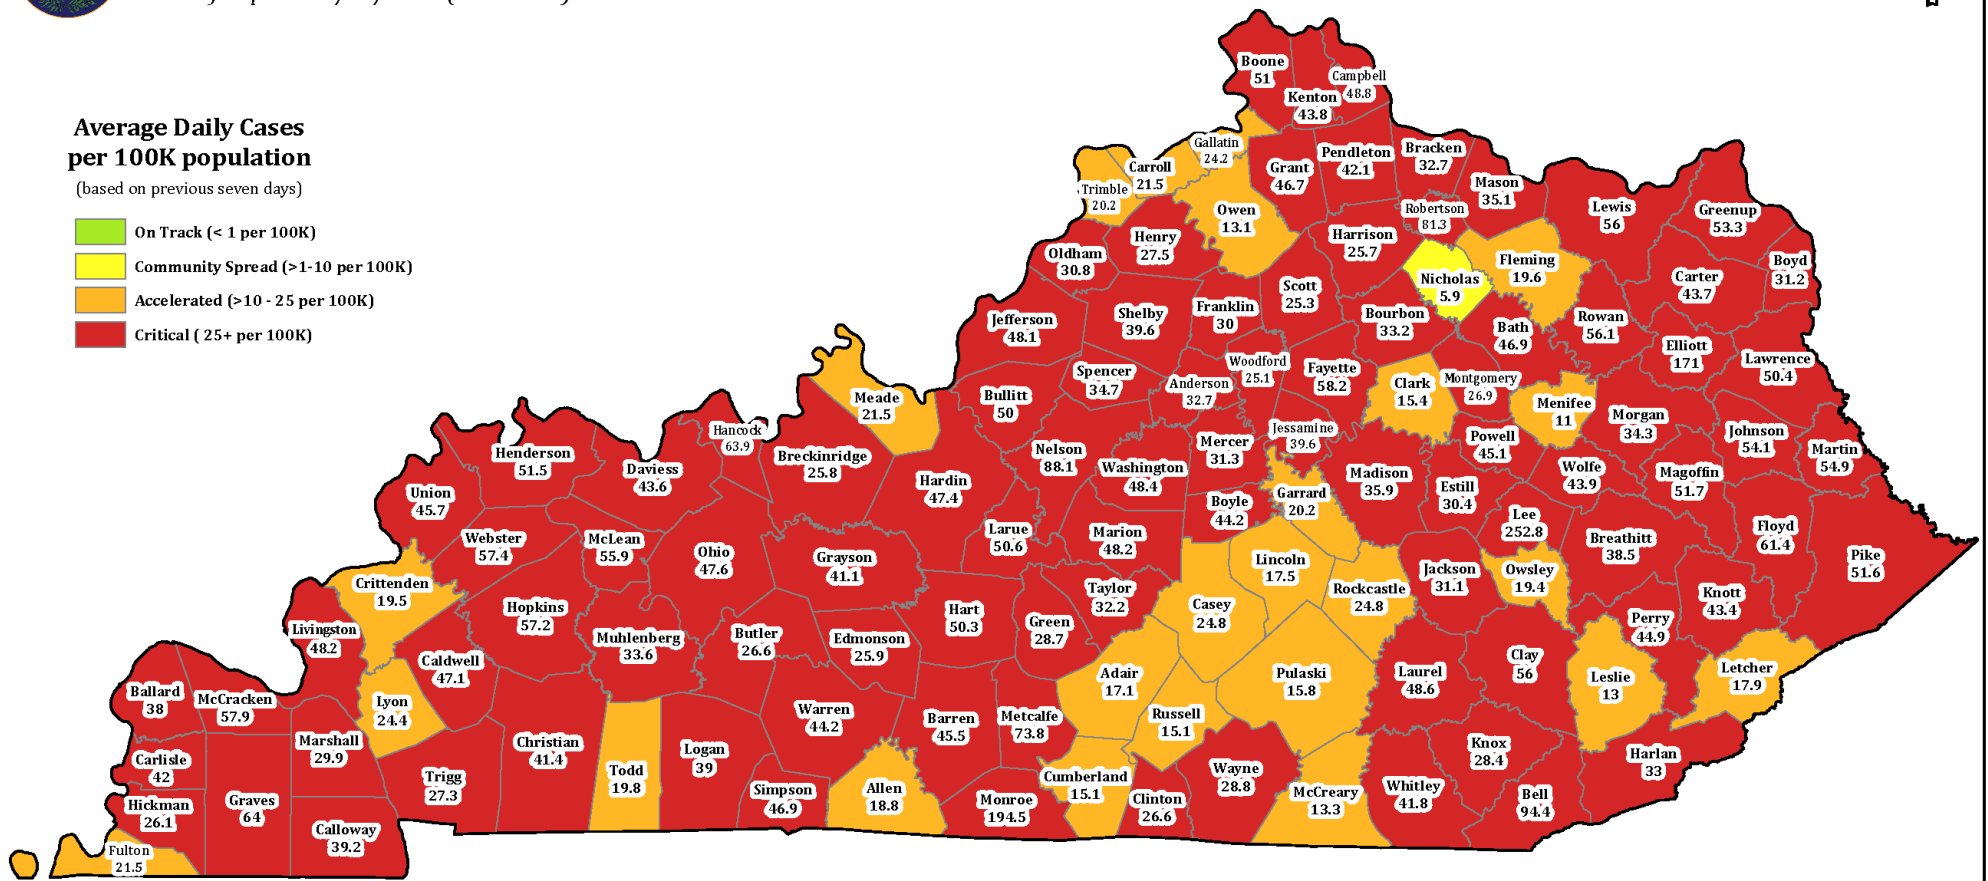 Average Daily Cases
per 100K population
(based on previous seven days)
On Track (< 1 per 100K)
Community Spread (>1-10 per 100K)
Accelerated (>10 - 25 per 100K)
Critical ( 25+ per 100K)
Boone
51
Campbell
48.8
Kenton
43.8
Gallatin
24.2
Carroll
21.5
Trimble
20.2
Grant
46.7
Pendleton
42.1
Bracken
32.7
Mason
35.1
Robertson
81.3
Lewis
56
Greenup
53.3
Owen
13.1
Henry
27.5
Oldham
30.8
Harrison
25.7
Nicholas
5.9
Fleming
19.6
Carter
43.7
Boyd
31.2
Jefferson
48.1
Shelby
39.6
Franklin
30
Scott
25.3
Bourbon
33.2
Bath
46.9
Rowan
56.1
Elliott
171
Lawrence
50.4
Spencer
34.7
Anderson
32.7
Woodford
25.1
Fayette
58.2
Clark
15.4
Montgomery
26.9
Menifee
11
Morgan
34.3
Johnson
54.1
Martin
54.9
Meade
21.5
Bullitt
50
Hancock
63.9
Breckinridge
25.8
Henderson
51.5
Daviess
43.6
Union
45.7
Hardin
47.4
Nelson
88.1
Washington
48.4
Mercer
31.3
Jessamine
39.6
Madison
35.9
Powell
45.1
Estill
30.4
Wolfe
43.9
Magoffin
51.7
Garrard
20.2
Boyle
44.2
Lee
252.8
Breathitt
38.5
Floyd
61.4
Pike
51.6
Webster
57.4
McLean
55.9
Ohio
47.6
Grayson
41.1
Larue
50.6
Marion
48.2
Lincoln
17.5
Rockcastle
24.8
Jackson
31.1
Owsley
19.4
Knott
43.4
Perry
44.9
Crittenden
19.5
Livingston
48.2
Hopkins
57.2
Muhlenberg
33.6
Butler
26.6
Edmonson
25.9
Hart
50.3
Green
28.7
Taylor
32.2
Casey
24.8
Adair
17.1
Pulaski
15.8
Laurel
48.6
Clay
56
Leslie
13
Letcher
17.9
Caldwell
47.1
Lyon
24.4
Ballard
38
McCracken
57.9
Marshall
29.9
Carlisle
42
Hickman
26.1
Graves
64
Calloway
39.2
Fulton
21.5
Trigg
27.3
Christian
41.4
Todd
19.8
Logan
39
Warren
44.2
Simpson
46.9
Allen
18.8
Barren
45.5
Metcalfe
73.8
Monroe
194.5
Cumberland
15.1
Russell
15.1
Clinton
26.6
Wayne
28.8
McCreary
13.3
Whitley
41.8
Knox
28.4
Bell
94.4
Harlan
33